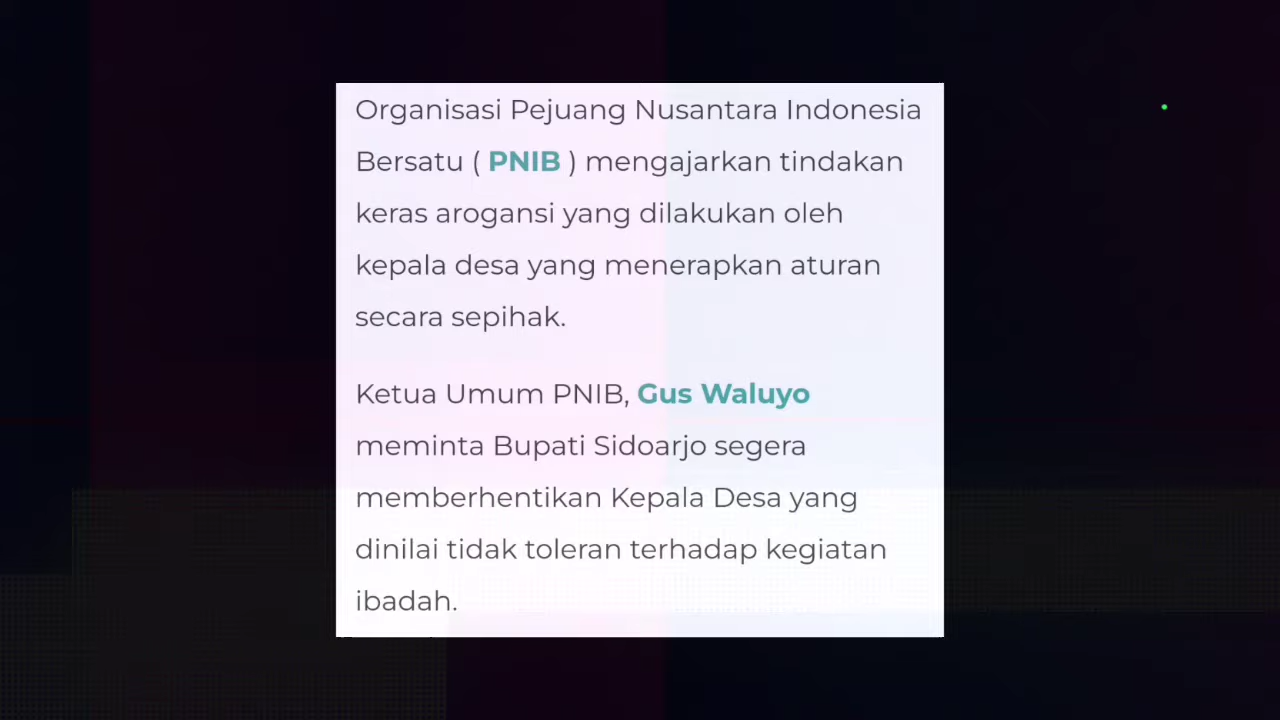 Organisasi Pejuang Nusantara Indonesia
Bersatu ( PNIB ) mengajarkan tindakan
keras arogansi yang dilakukan oleh
kepala desa yang menerapkan aturan
secara sepihak.
Ketua Umum PNIB, Gus Waluyo
meminta Bupati Sidoarjo segera
memberhentikan Kepala Desa yang
dinilai tidak toleran terhadap kegiatan
ibadah.